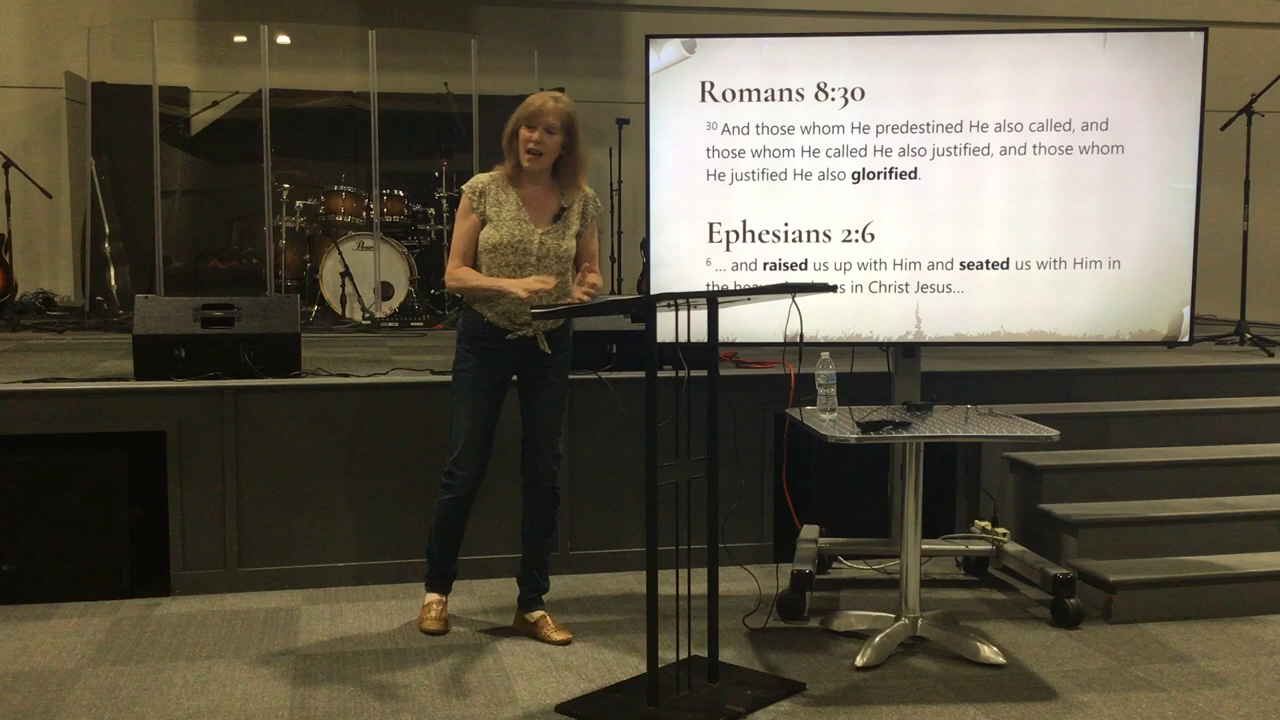 Romans 8:30
30 And those whom He predestined He also called, and
those whom He called He also justified, and those whom
He justified He also glorified.
Ephesians 2:6
6 ... and raised us up with Him and seated us with Him in
the in Christ Jesus...